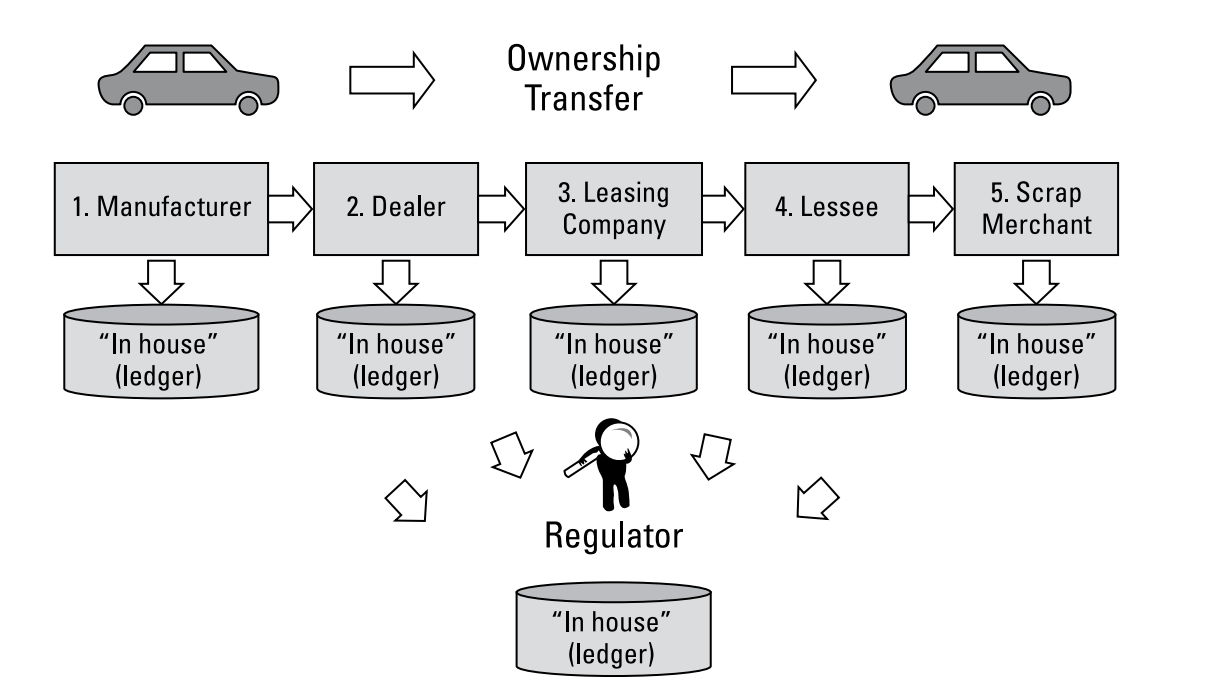 Ownership
Transfer
1. Manufacturer
2. Dealer
3. Leasing
Company
4. Lessee
5. Scrap
Merchant
“In house”
(ledger)
“In house”
(ledger)
“In house”
(ledger)
“In house”
(ledger)
“In house”
(ledger)
Regulator
“In house”
(ledger)